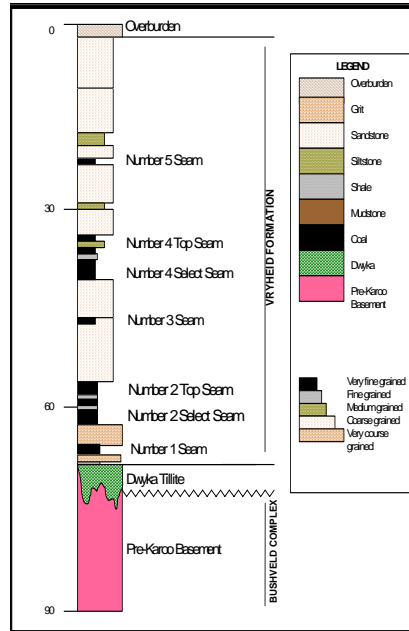 0
Overburden
Number 5 Seam
30
Number 4 Top Seam
Number 4 Select Seam
Number 3 Seam
Number 2 Top Seam
60
Number 2 Select Seam
Number 1 Seam
Dwyka Tillite
Pre-Karoo Basement
90
VRYHEID FORMATION
BUSHVELD COMPLEX
LEGEND
Overburden
Grit
Sandstone
Siltstone
Shale
Mudstone
Coal
Dwyka
Pre-Karoo
Basement
Very fine grained
Fine grained
Medium grained
Coarse grained
Very course
grained